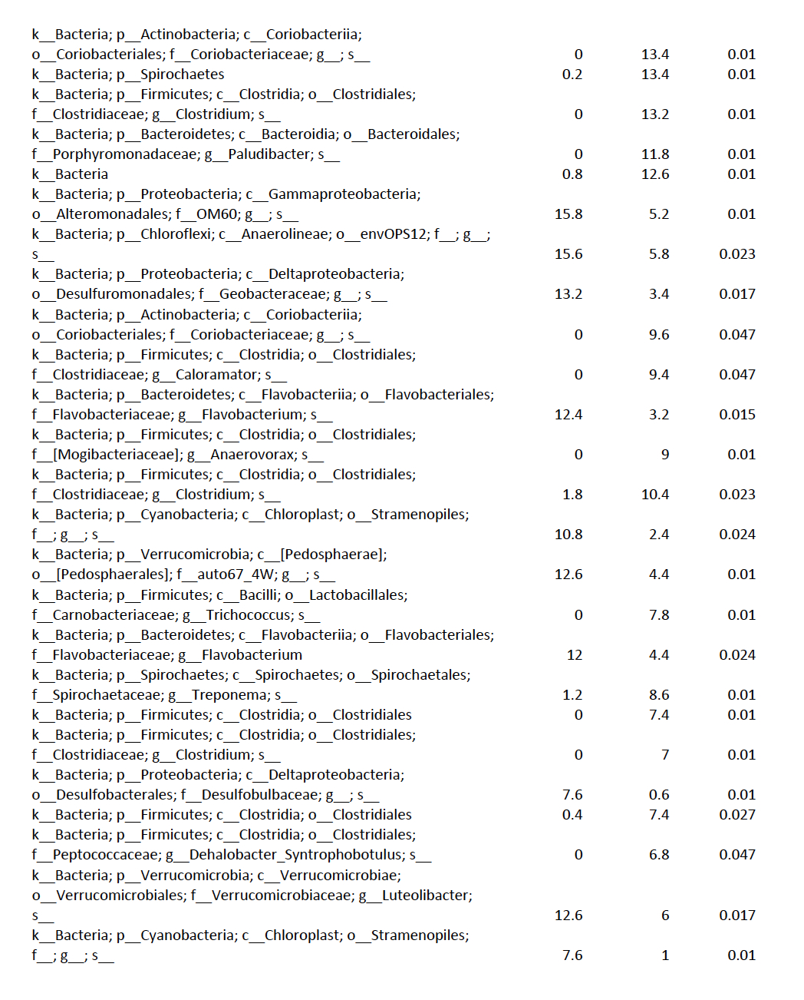 k__Bacteria; p__Actinobacteria; c__Coriobacteriia;
o__Coriobacteriales; f__Coriobacteriaceae; g__; s__ 0 13.4 0.01
k__Bacteria; p__Spirochaetes 0.2 13.4 0.01
k__Bacteria; p__Firmicutes; c__Clostridia; o__Clostridiales;
f__Clostridiaceae; g__Clostridium; s__ 0 13.2 0.01
k__Bacteria; p__Bacteroidetes; c__Bacteroidia; o__Bacteroidales;
f__Porphyromonadaceae; g__Paludibacter; s__ 0 11.8 0.01
k__Bacteria 0.8 12.6 0.01
k__Bacteria; p__Proteobacteria; c__Gammaproteobacteria;
o__Alteromonadales; f__OM60; g__; s__ 15.8 5.2 0.01
k__Bacteria; p__Chloroflexi; c__Anaerolineae; o__envOPS12; f__; g__;
s__ 15.6 5.8 0.023
k__Bacteria; p__Proteobacteria; c__Deltaproteobacteria;
o__Desulfuromonadales; f__Geobacteraceae; g__; s__ 13.2 3.4 0.017
k__Bacteria; p__Actinobacteria; c__Coriobacteriia;
o__Coriobacteriales; f__Coriobacteriaceae; g__; s__ 0 9.6 0.047
k__Bacteria; p__Firmicutes; c__Clostridia; o__Clostridiales;
f__Clostridiaceae; g__Caloramator; s__ 0 9.4 0.047
k__Bacteria; p__Bacteroidetes; c__Flavobacteriia; o__Flavobacteriales;
f__Flavobacteriaceae; g__Flavobacterium; s__ 12.4 3.2 0.015
k__Bacteria; p__Firmicutes; c__Clostridia; o__Clostridiales;
f__[Mogibacteriaceae]; g__Anaerovorax; s__ 0 9 0.01
k__Bacteria; p__Firmicutes; c__Clostridia; o__Clostridiales;
f__Clostridiaceae; g__Clostridium; s__ 1.8 10.4 0.023
k__Bacteria; p__Cyanobacteria; c__Chloroplast; o__Stramenopiles;
f__; g__; s__ 10.8 2.4 0.024
k__Bacteria; p__Verrucomicrobia; c__[Pedosphaerae];
o__[Pedosphaerales]; f__auto67_4W; g__; s__ 12.6 4.4 0.01
k__Bacteria; p__Firmicutes; c__Bacilli; o__Lactobacillales;
f__Carnobacteriaceae; g__Trichococcus; s__ 0 7.8 0.01
k__Bacteria; p__Bacteroidetes; c__Flavobacteriia; o__Flavobacteriales;
f__Flavobacteriaceae; g__Flavobacterium 12 4.4 0.024
k__Bacteria; p__Spirochaetes; c__Spirochaetes; o__Spirochaetales;
f__Spirochaetaceae; g__Treponema; s__ 1.2 8.6 0.01
k__Bacteria; p__Firmicutes; c__Clostridia; o__Clostridiales 0 7.4 0.01
k__Bacteria; p__Firmicutes; c__Clostridia; o__Clostridiales;
f__Clostridiaceae; g__Clostridium; s__ 0 7 0.01
k__Bacteria; p__Proteobacteria; c__Deltaproteobacteria;
o__Desulfobacterales; f__Desulfobulbaceae; g__; s__ 7.6 0.6 0.01
k__Bacteria; p__Firmicutes; c__Clostridia; o__Clostridiales 0.4 7.4 0.027
k__Bacteria; p__Firmicutes; c__Clostridia; o__Clostridiales;
f__Peptococcaceae; g__Dehalobacter_Syntrophobotulus; s__ 0 6.8 0.047
k__Bacteria; p__Verrucomicrobia; c__Verrucomicrobiae;
o__Verrucomicrobiales; f__Verrucomicrobiaceae; g__Luteolibacter;
s__ 12.6 6 0.017
k__Bacteria; p__Cyanobacteria; c__Chloroplast; o__Stramenopiles;
f__; g__; s__ 7.6 1 0.01